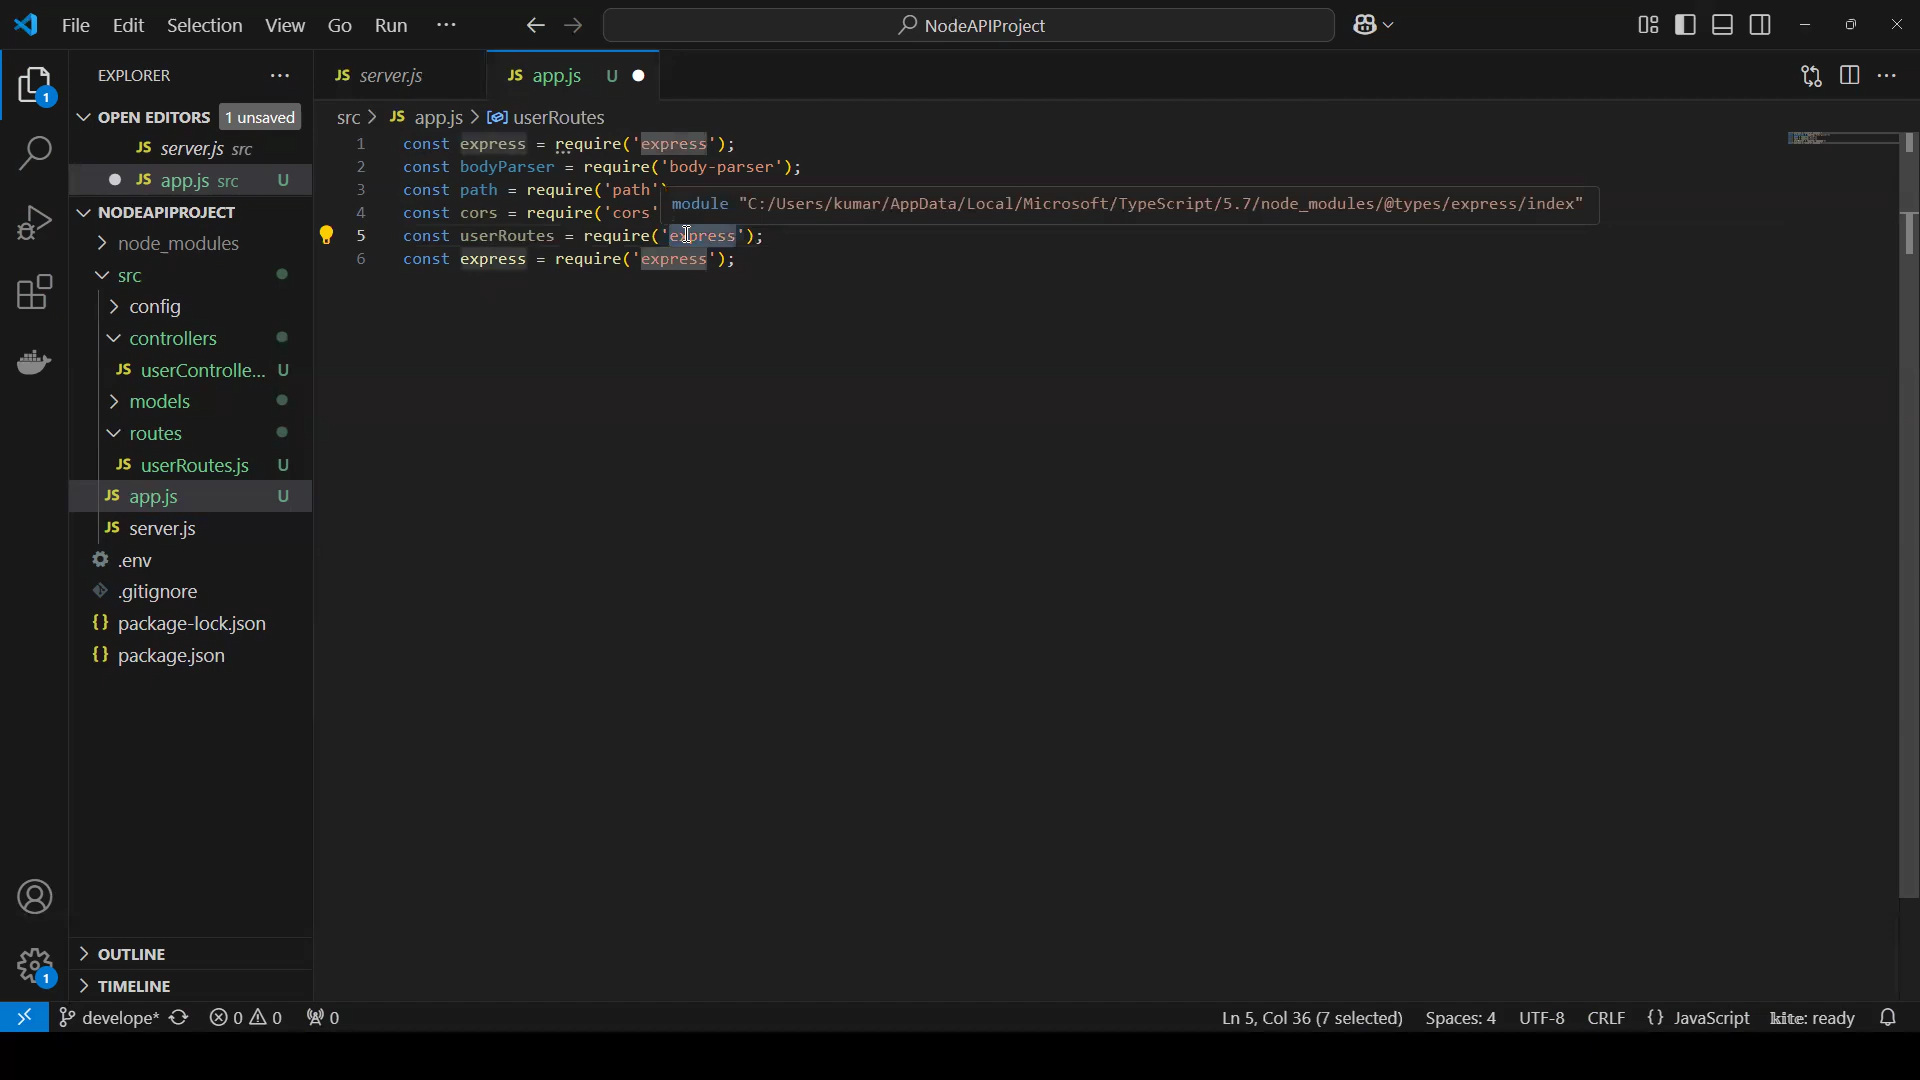 File Edit Selection View Go Run ··· NodeAPIProject
EXPLORER ···
OPEN EDITORS 1 unsaved
JS server.js src
JS app.js src U
NODEAPIPROJECT
node_modules
src
config
controllers
JS userControlle... U
models
routes
JS userRoutes.js U
JS app.js U
JS server.js
.env
.gitignore
{} package-lock.json
{} package.json
OUTLINE
TIMELINE
1
1
JS server.js
JS app.js U
src > JS app.js > userRoutes
1 const express = require('express');
2 const bodyParser = require('body-parser');
3 const path = require('path')
4 const cors = require('cors'
module "C:/Users/kumar/AppData/Local/Microsoft/TypeScript/5.7/node_modules/@types/express/index"
5 const userRoutes = require('express');
6 const express = require('express');
develope* 0 0 0
Ln 5, Col 36 (7 selected) Spaces: 4 UTF-8 CRLF {} JavaScript kite: ready